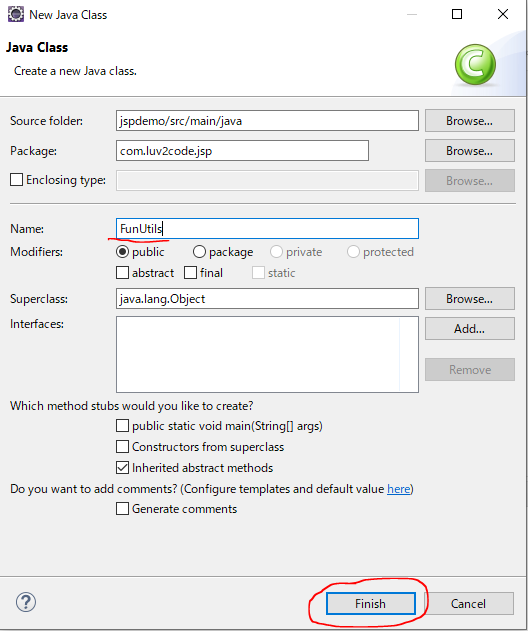 New Java Class
Java Class
Create a new Java class.
C
Source folder: jspdemo/src/main/java Browse...
Package: com.luv2code.jsp Browse...
Enclosing type: Browse...
Name: FunUtils
Modifiers: public package private protected
abstract final static
Superclass: java.lang.Object Browse...
Interfaces: Add...
Remove
Which method stubs would you like to create?
public static void main(String[] args)
Constructors from superclass
Inherited abstract methods
Do you want to add comments? (Configure templates and default value here)
Generate comments
? Finish Cancel